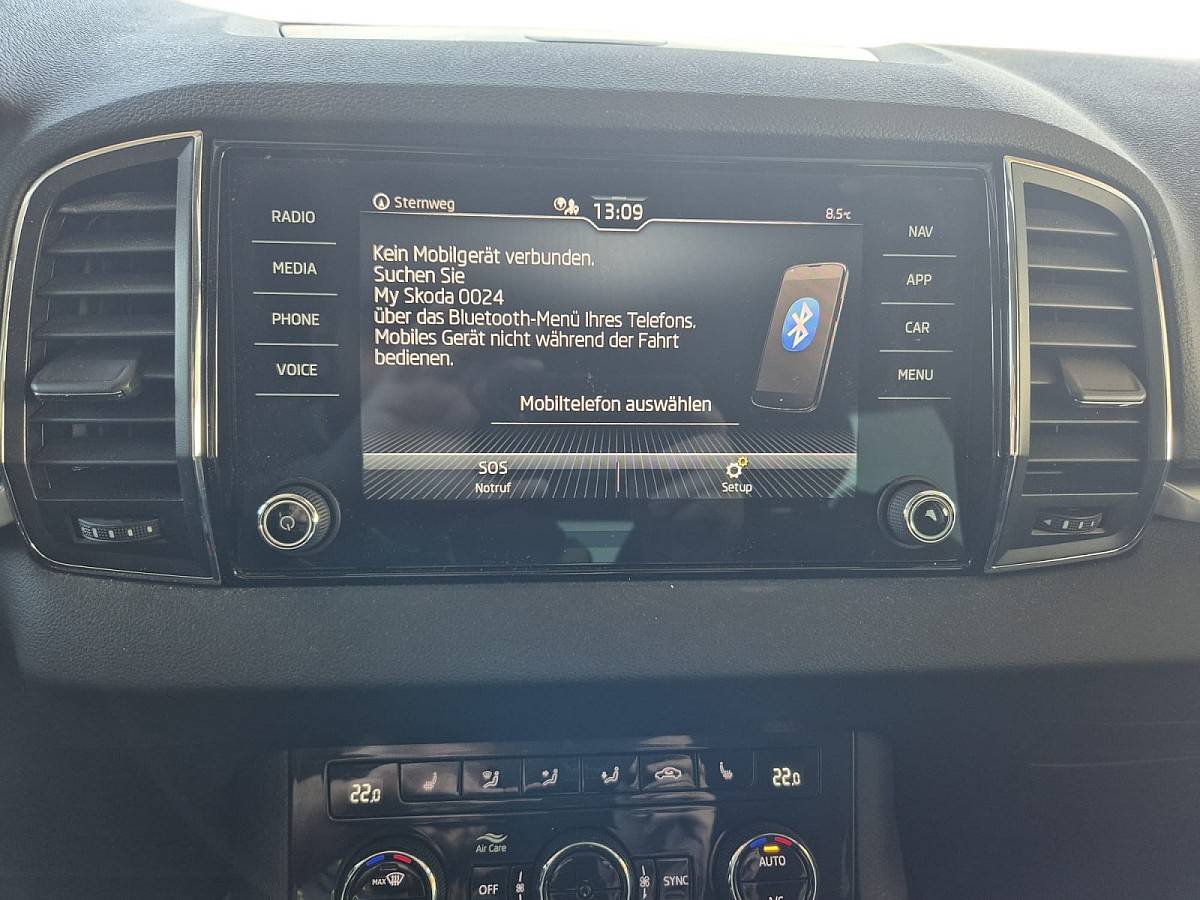 Sternweg
13:09
8.5°C
RADIO
MEDIA
PHONE
VOICE
Kein Mobilgerät verbunden.
Suchen Sie
My Skoda 0024
über das Bluetooth-Menü Ihres Telefons.
Mobiles Gerät nicht während der Fahrt
bedienen.
Mobiltelefon auswählen
SOS
Notruf
Setup
NAV
APP
CAR
MENU
22.0
22.0
Air Care
MAX
OFF
SYNC
AUTO